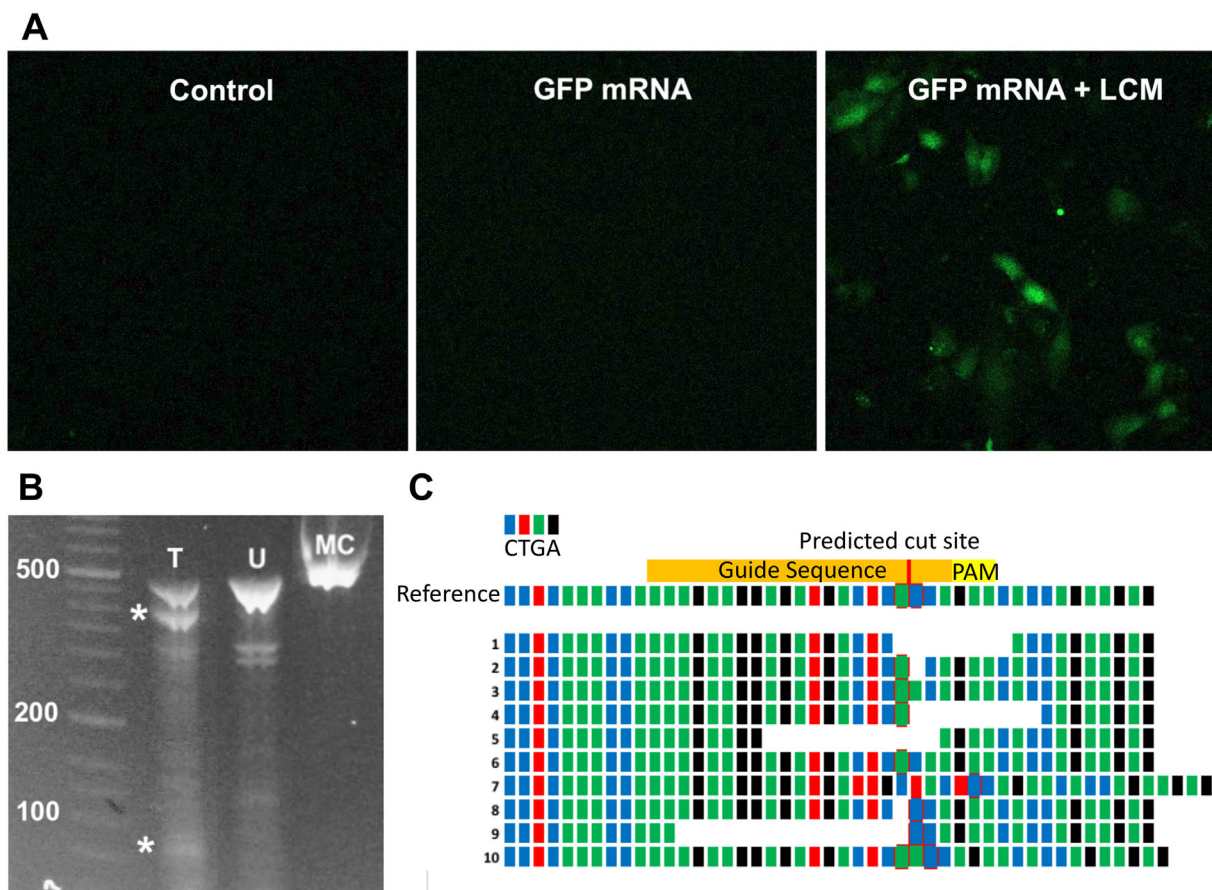 A
Control
GFP mRNA
GFP mRNA + LCM
B
T
U
MC
500
*
200
100
*
C
CTGA
Predicted cut site
Guide Sequence
PAM
Reference
1
2
3
4
5
6
7
8
9
10